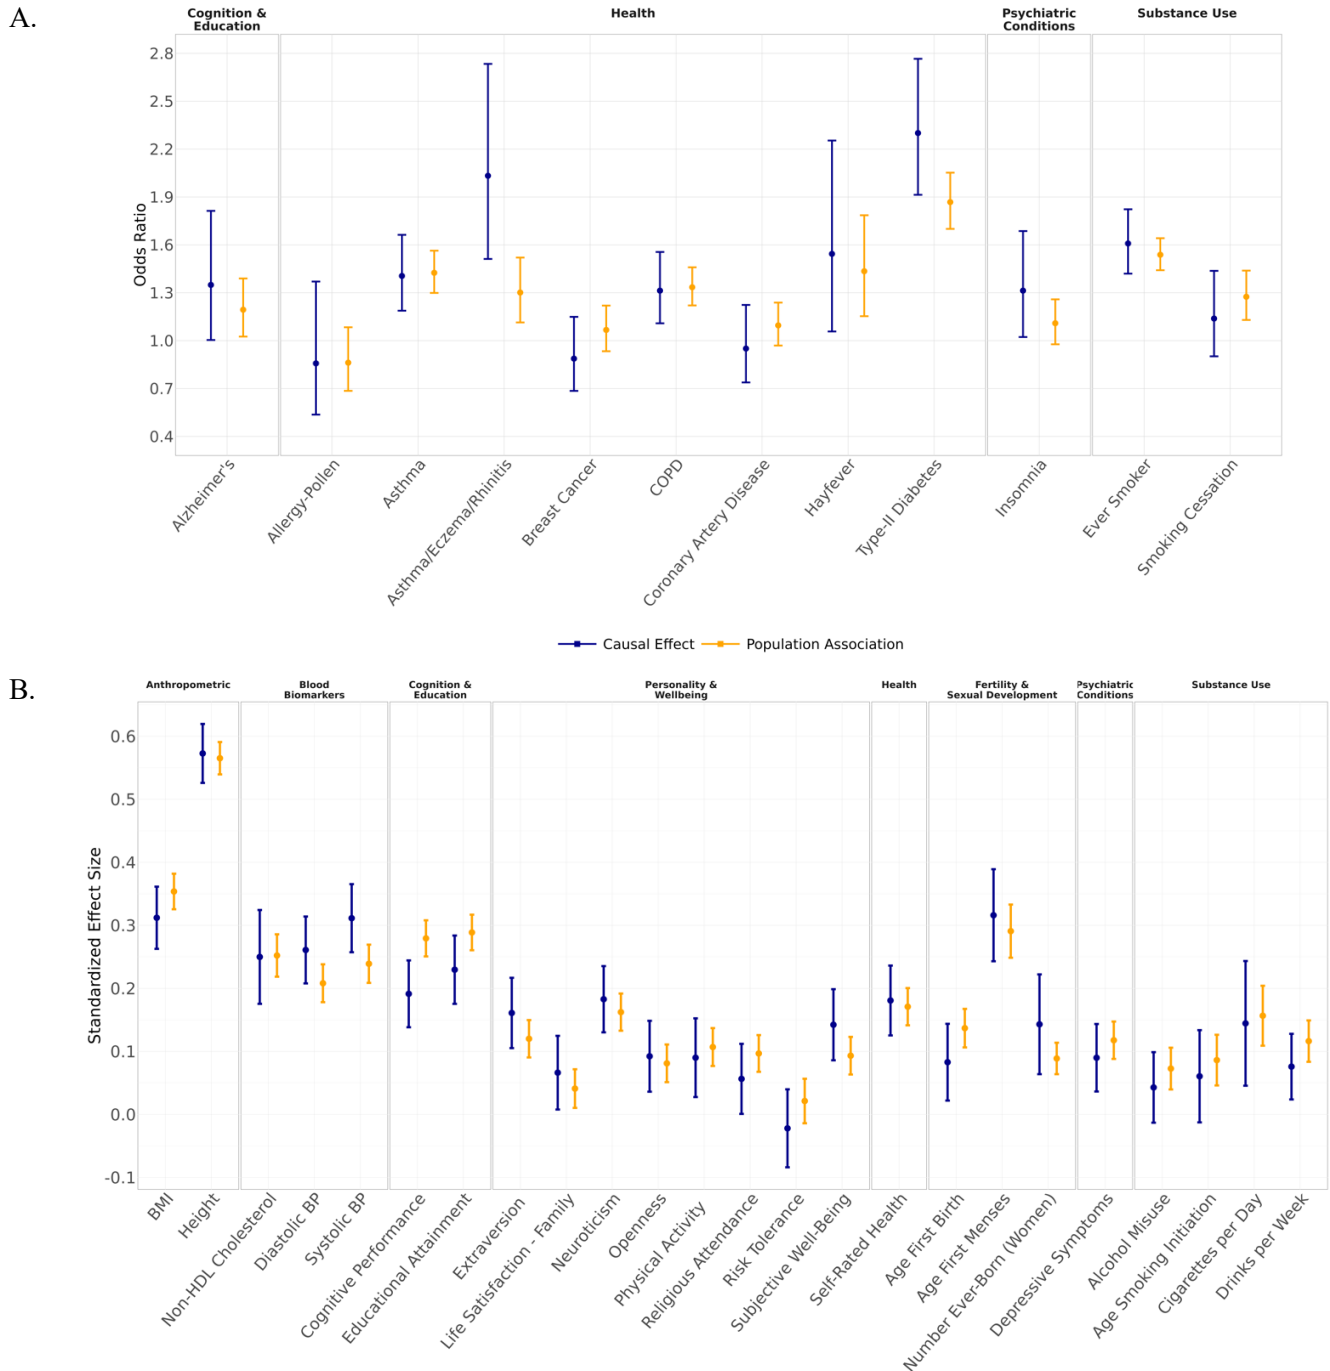 A.
Cognition &
Education
Health
Psychiatric
Conditions
Substance Use
Odds Ratio
2.8
2.5
2.2
1.9
1.6
1.3
1.0
0.7
0.4
Alzheimer's
Allergy-Pollen
Asthma
Asthma/Eczema/Rhinitis
Breast Cancer
COPD
Coronary Artery Disease
Hayfever
Type-II Diabetes
Insomnia
Ever Smoker
Smoking Cessation
Causal Effect
Population Association
B.
Anthropometric
Blood
Biomarkers
Cognition &
Education
Personality &
Wellbeing
Health
Fertility &
Sexual Development
Psychiatric
Conditions
Substance Use
Standardized Effect Size
0.6
0.5
0.4
0.3
0.2
0.1
0.0
-0.1
BMI
Height
Non-HDL Cholesterol
Diastolic BP
Systolic BP
Cognitive Performance
Educational Attainment
Extraversion
Life Satisfaction - Family
Neuroticism
Openness
Physical Activity
Religious Attendance
Risk Tolerance
Subjective Well-Being
Self-Rated Health
Age First Birth
Age First Menses
Number Ever-Born (Women)
Depressive Symptoms
Alcohol Misuse
Age Smoking Initiation
Cigarettes per Day
Drinks per Week